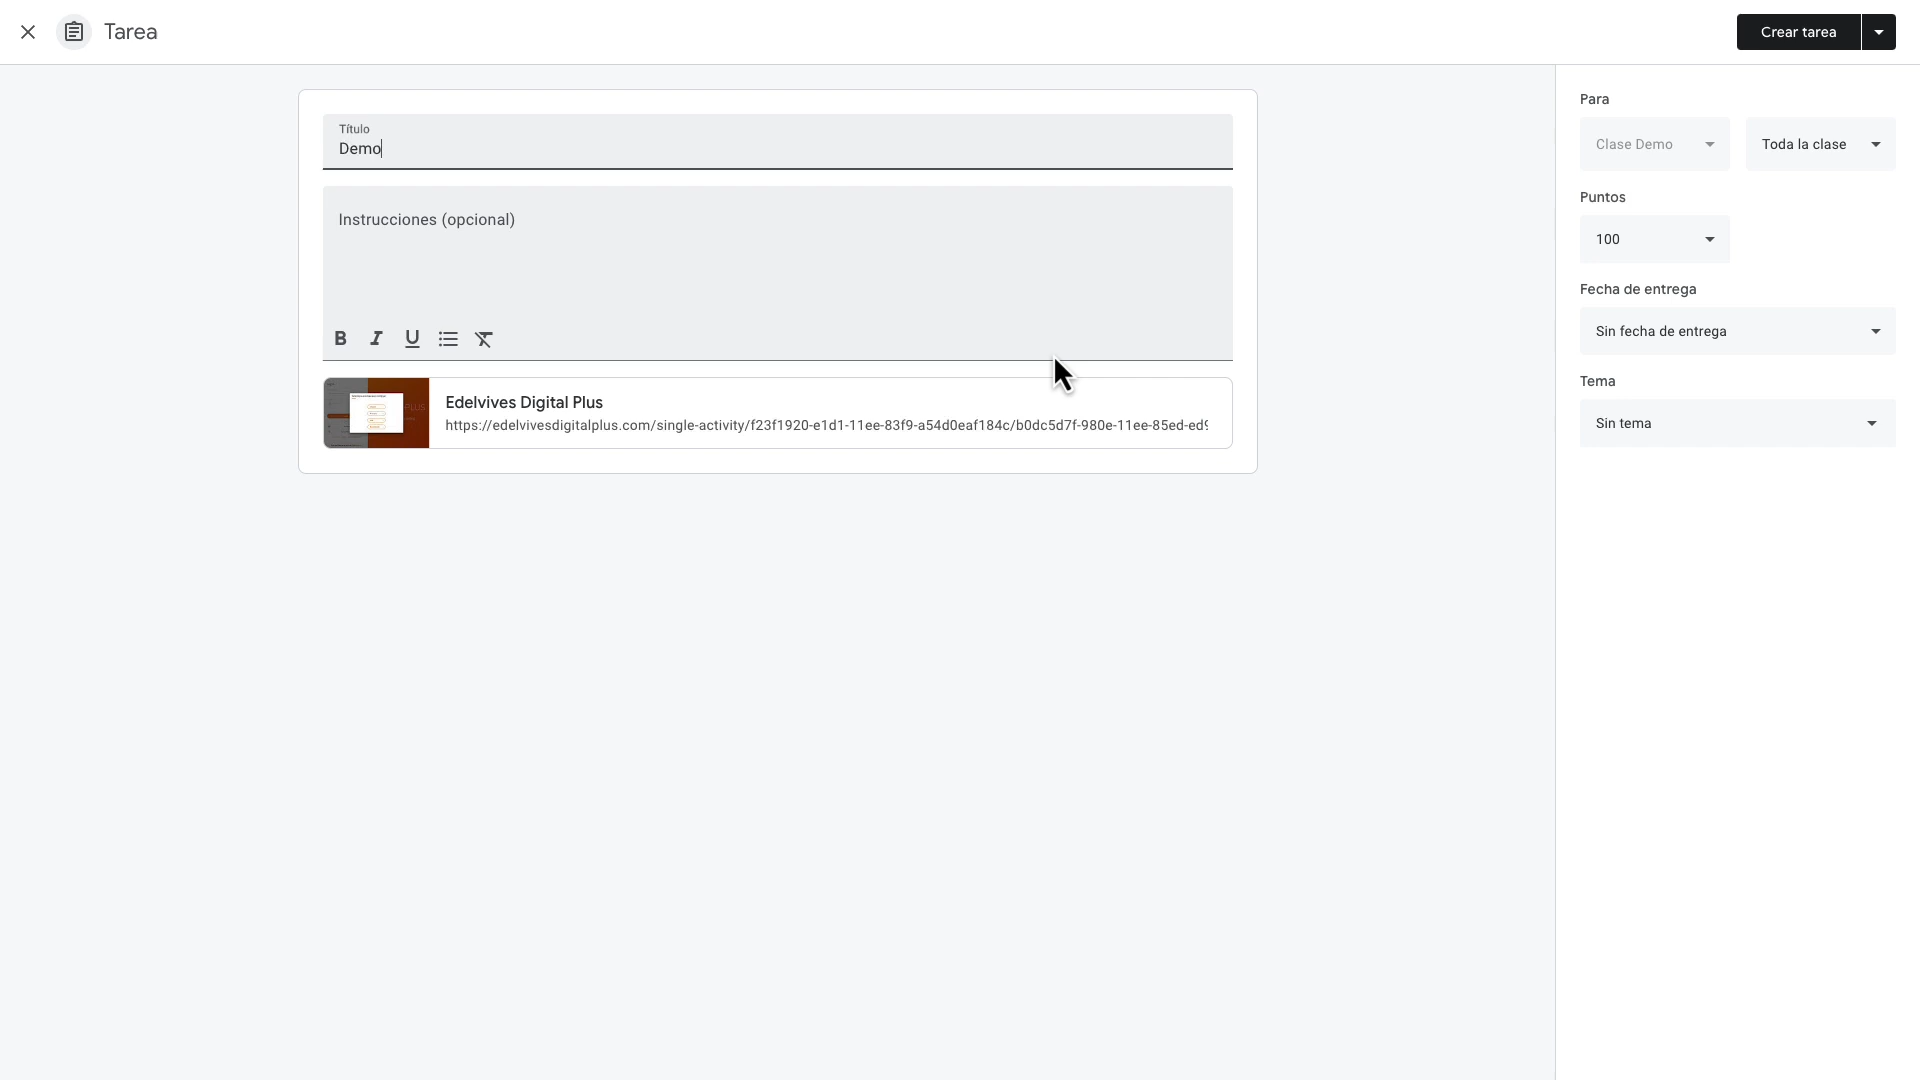 Tarea
Crear tarea
Título
Demo
Instrucciones (opcional)
B I U
Edelvives Digital Plus
https://edelvivesdigitalplus.com/single-activity/f23f1920-e1d1-11ee-83f9-a54d0eaf184c/b0dc5d7f-980e-11ee-85ed-ed9
Para
Clase Demo
Toda la clase
Puntos
100
Fecha de entrega
Sin fecha de entrega
Tema
Sin tema